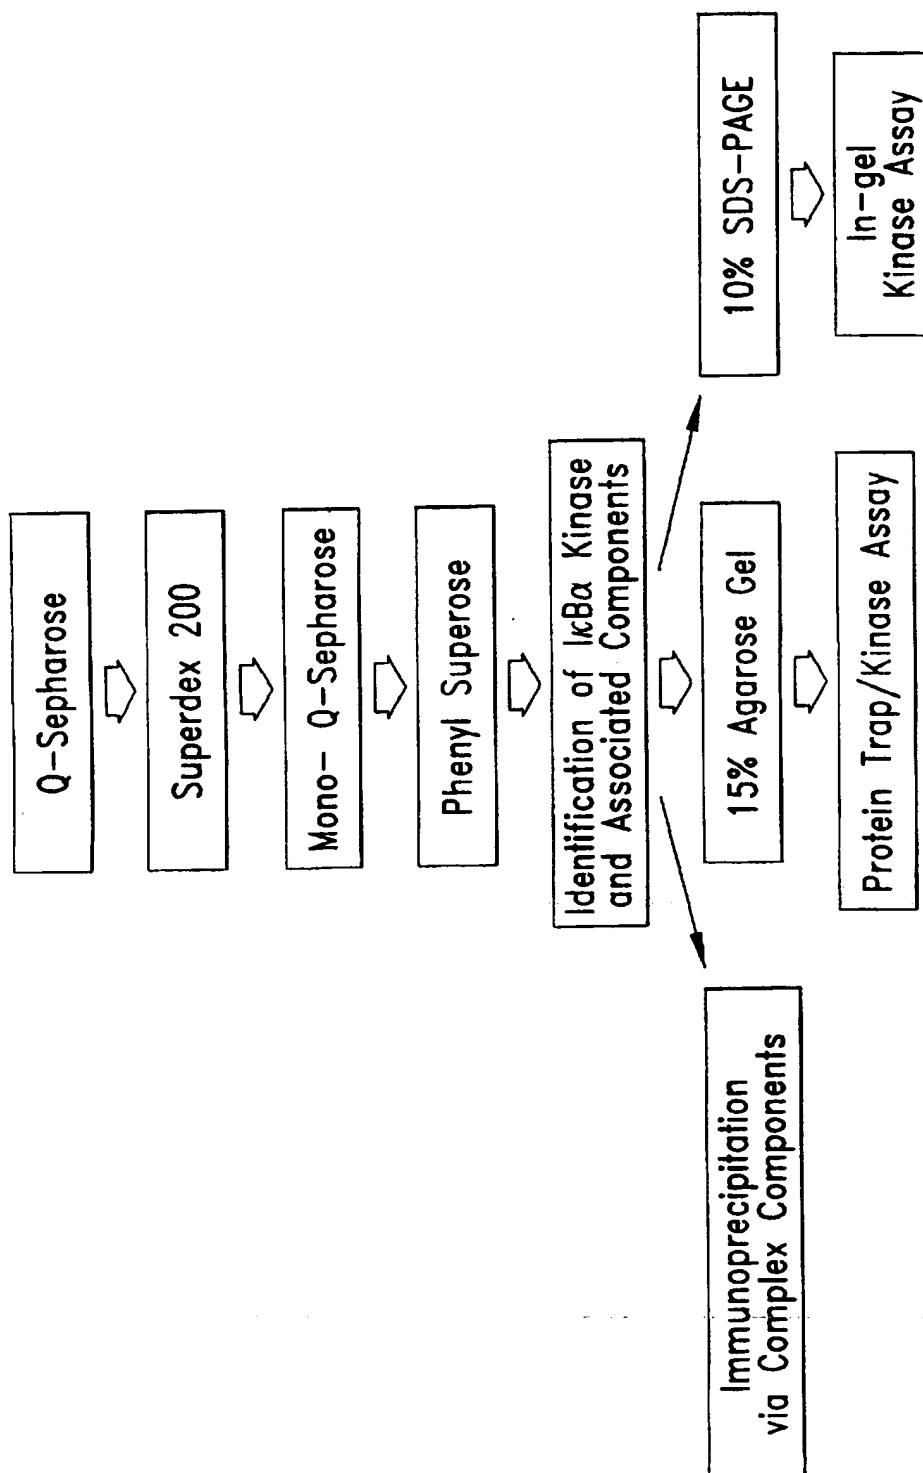 Q-Sepharose
Superdex 200
Mono- Q-Sepharose
Phenyl Superose
Identification of IκBα Kinase
and Associated Components
Immunoprecipitation
via Complex Components
15% Agarose Gel
10% SDS-PAGE
Protein Trap/Kinase Assay
In-gel
Kinase Assay